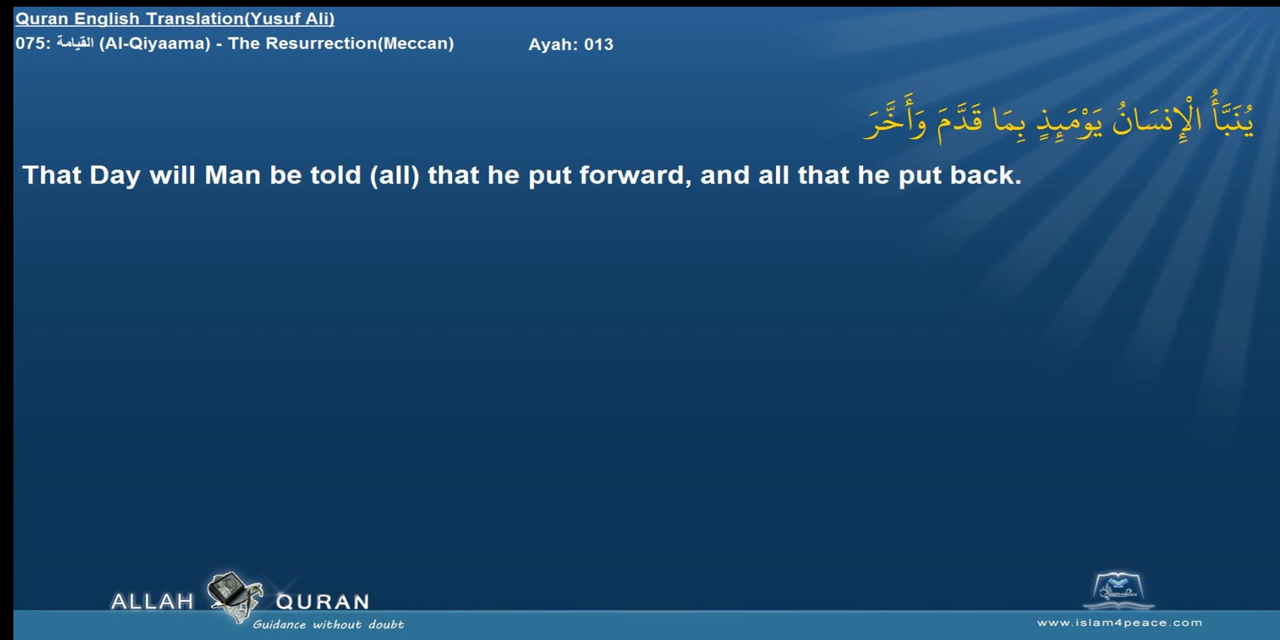 Quran English Translation(Yusuf Ali)
075: القيامة (Al-Qiyaama) - The Resurrection(Meccan) Ayah: 013
يُنَبَّأُ الْإِنسَانُ يَوْمَئِذٍ بِمَا قَدَّمَ وَأَخَّرَ
That Day will Man be told (all) that he put forward, and all that he put back.
ALLAH QURAN
Guidance without doubt
www.islam4peace.com